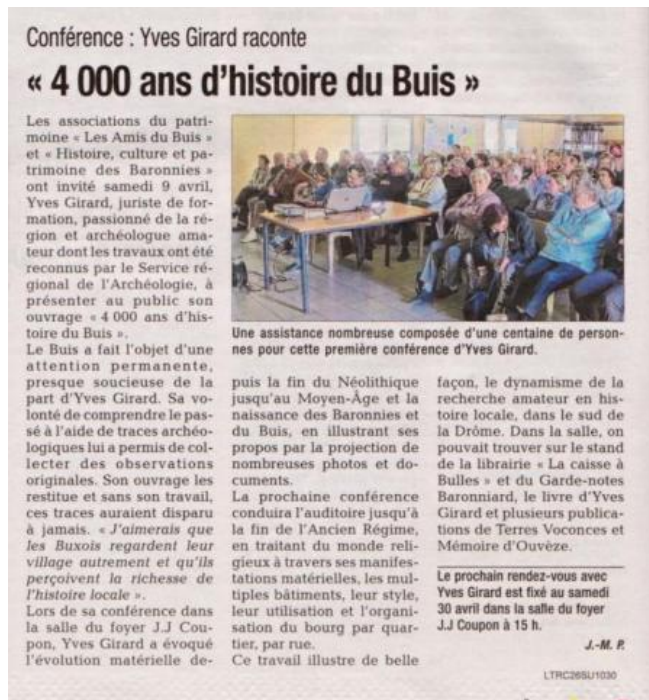 Conférence : Yves Girard raconte
« 4 000 ans d'histoire du Buis »
Les associations du patri-
moine « Les Amis du Buis »
et « Histoire, culture et pa-
trimoine des Baronnies »
ont invité samedi 9 avril,
Yves Girard, juriste de for-
mation, passionné de la ré-
gion et archéologue ama-
teur dont les travaux ont été
reconnus par le Service ré-
gional de l'Archéologie, à
présenter au public son
ouvrage « 4 000 ans d'his-
toire du Buis ».
Le Buis a fait l'objet d'une
attention permanente,
presque soucieuse de la
part d'Yves Girard. Sa vo-
lonté de comprendre le pas-
sé à l'aide de traces archéo-
logiques lui a permis de col-
lecter des observations
originales. Son ouvrage les
restitue et sans son travail,
ces traces auraient disparu
à jamais. « J'aimerais que
les Buxois regardent leur
village autrement et qu'ils
perçoivent la richesse de
l'histoire locale ».
Lors de sa conférence dans
la salle du foyer J.J Cou-
pon, Yves Girard a évoqué
l'évolution matérielle de-
Une assistance nombreuse composée d'une centaine de person-
nes pour cette première conférence d'Yves Girard.
puis la fin du Néolithique
jusqu'au Moyen-Âge et la
naissance des Baronnies et
du Buis, en illustrant ses
propos par la projection de
nombreuses photos et do-
cuments.
La prochaine conférence
conduira l'auditoire jusqu'à
la fin de l'Ancien Régime,
en traitant du monde reli-
gieux à travers ses manifes-
tations matérielles, les mul-
tiples bâtiments, leur style,
leur utilisation et l'organi-
sation du bourg par quar-
tier, par rue.
Ce travail illustre de belle
façon, le dynamisme de la
recherche amateur en his-
toire locale, dans le sud de
la Drôme. Dans la salle, on
pouvait trouver sur le stand
de la librairie « La caisse à
Bulles » et du Garde-notes
Baronniard, le livre d'Yves
Girard et plusieurs publica-
tions de Terres Voconces et
Mémoire d'Ouvèze.
Le prochain rendez-vous avec
Yves Girard est fixé au samedi
30 avril dans la salle du foyer
J.J Coupon à 15 h.
J.-M. P.
LTRC26SU1030